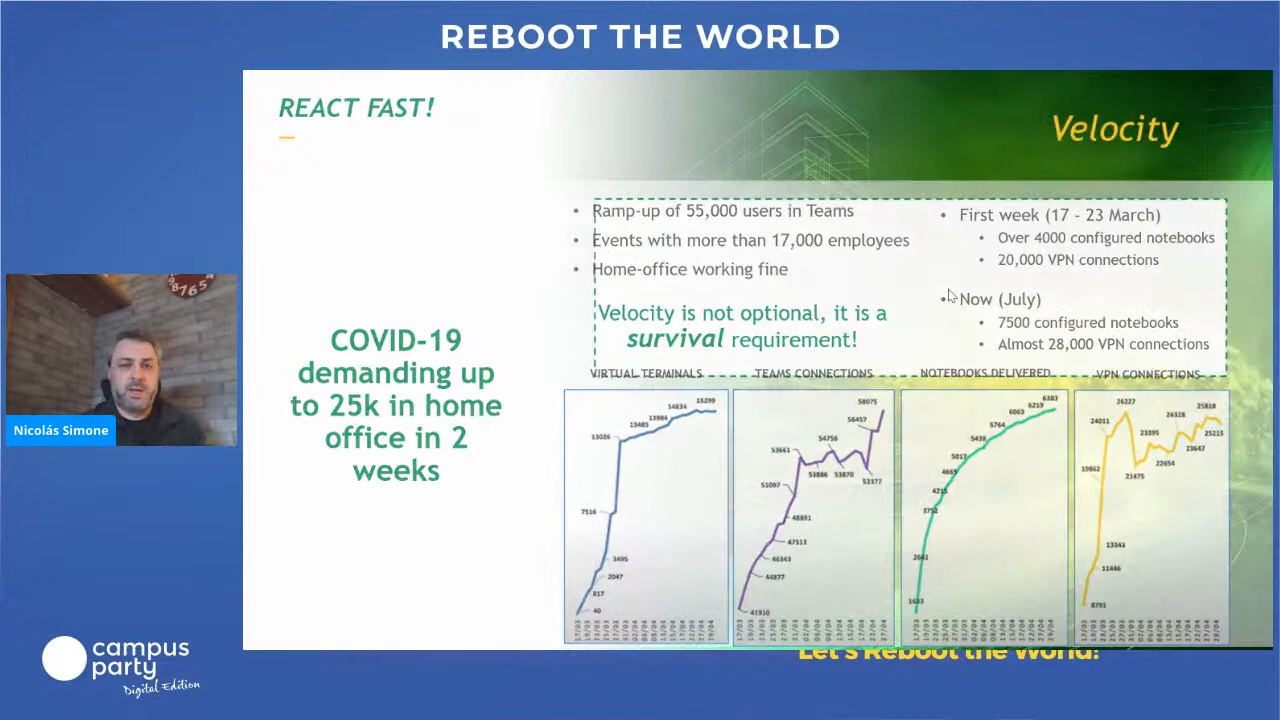 REBOOT THE WORLD
REACT FAST!
Velocity
• Ramp-up of 55,000 users in Teams
• Events with more than 17,000 employees
• Home-office working fine
Velocity is not optional, it is a
survival requirement!
• First week (17 - 23 March)
• Over 4000 configured notebooks
• 20,000 VPN connections
• Now (July)
• 7500 configured notebooks
• Almost 28,000 VPN connections
COVID-19
demanding up
to 25k in home
office in 2
weeks
Nicolás Simone
VIRTUAL TERMINALS
15299
14834
13984
13485
13026
7516
3495
2047
817
40
TEAMS CONNECTIONS
58075
56457
54756
53661
53886
53870
53377
51097
48891
47513
46343
44877
41910
NOTEBOOKS DELIVERED
6383
6219
6063
5764
5438
5017
4665
4215
3752
2661
1633
VPN CONNECTIONS
26227
25818
24328
24011
23395
25215
23647
22654
21475
19862
13343
11446
8791
campus
party
Digital Edition
Let's Reboot the World!